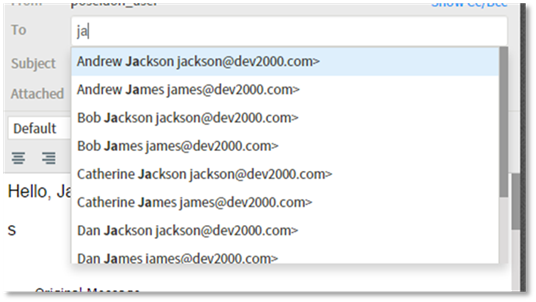 From poseidon_user Show Cc/Bcc
To ja
Subject
Attached
Andrew Jackson jackson@dev2000.com>
Andrew James james@dev2000.com>
Bob Jackson jackson@dev2000.com>
Bob James james@dev2000.com>
Catherine Jackson jackson@dev2000.com>
Catherine James james@dev2000.com>
Dan Jackson jackson@dev2000.com>
Dan James james@dev2000.com>
Default
Hello, Ja
S
Original Message